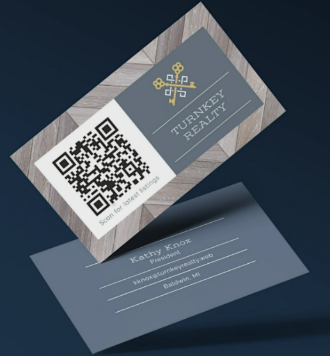 TURNKEY
REALTY
Scan for latest listings
Kathy Knox
President
kknox@turnkeyrealty.web
Baldwin, MI